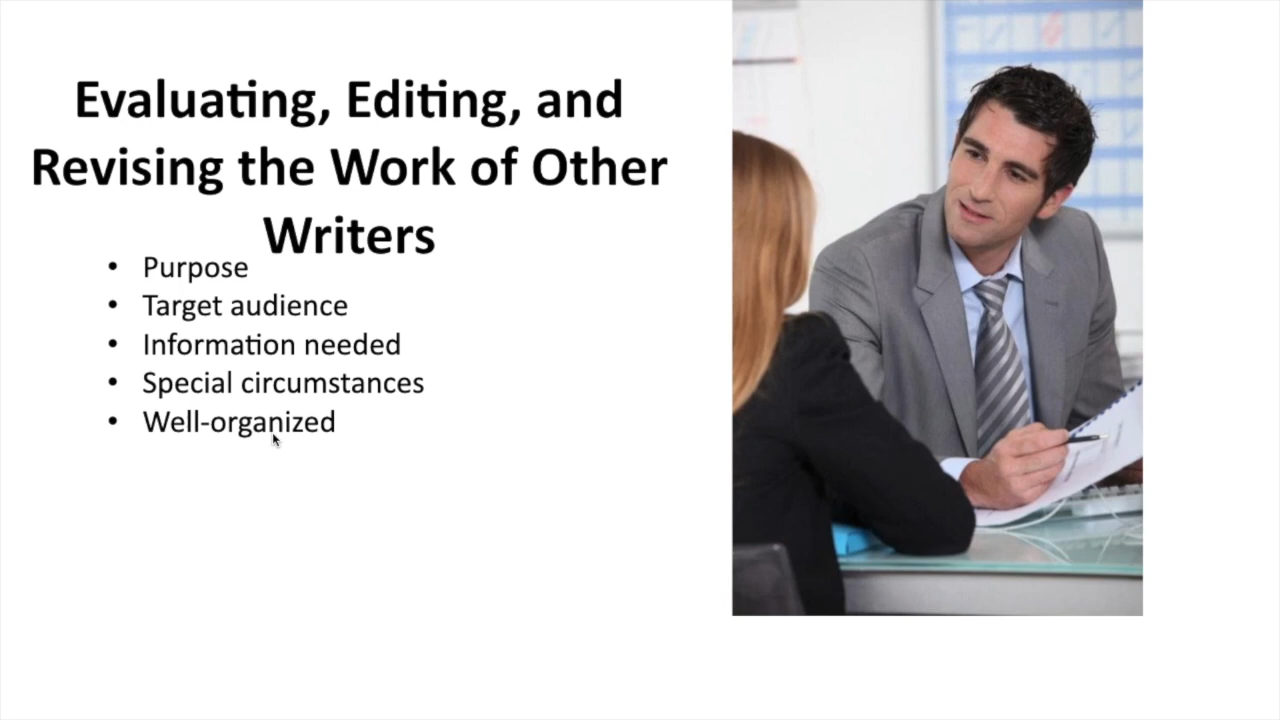 Evaluating, Editing, and
Revising the Work of Other
Writers
• Purpose
• Target audience
• Information needed
• Special circumstances
• Well-organized